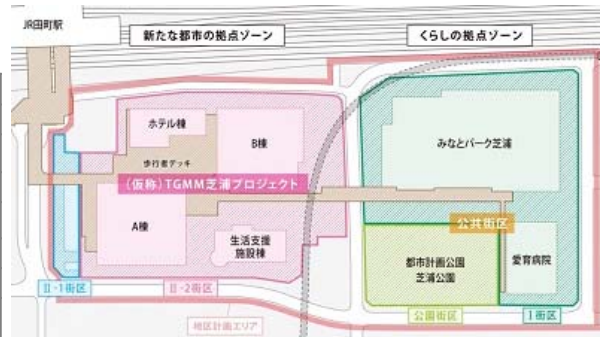 JR田町駅
新たな都市の拠点ゾーン
くらしの拠点ゾーン
ホテル棟
B棟
みなとパーク芝浦
歩行者デッキ
(仮称)TGMM芝浦プロジェクト
公共街区
A棟
生活支援
施設棟
都市計画公園
芝浦公園
愛育病院
Ⅱ-1街区
Ⅱ-2街区
公園街区
Ⅰ街区
地区計画エリア